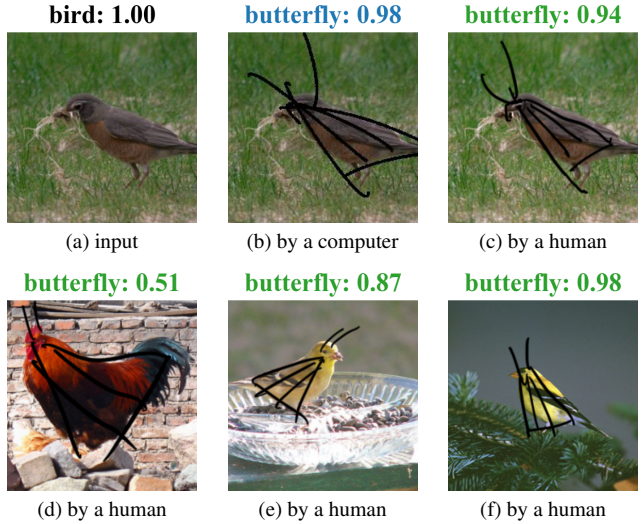 bird: 1.00 butterfly: 0.98 butterfly: 0.94
(a) input (b) by a computer (c) by a human
butterfly: 0.51 butterfly: 0.87 butterfly: 0.98
(d) by a human (e) by a human (f) by a human